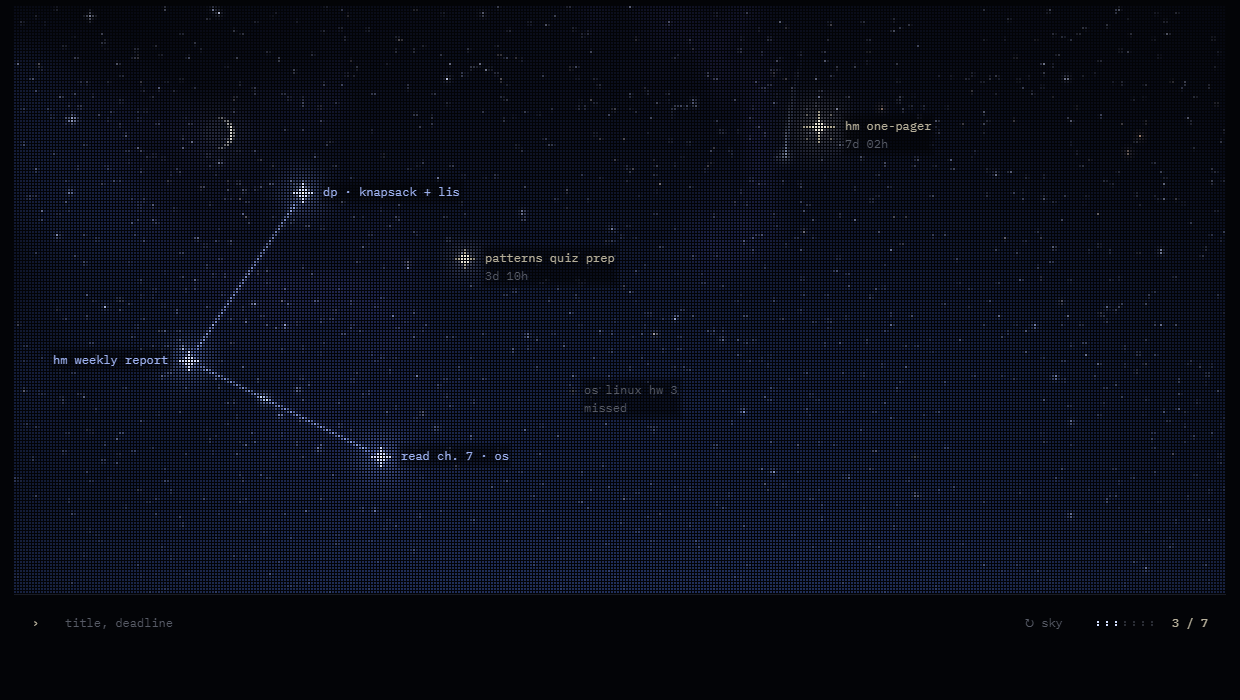 hm one-pager
7d 02h
dp · knapsack + lis
patterns quiz prep
3d 10h
hm weekly report
os linux hw 3
missed
read ch. 7 · os
› title, deadline
↻ sky
3 / 7